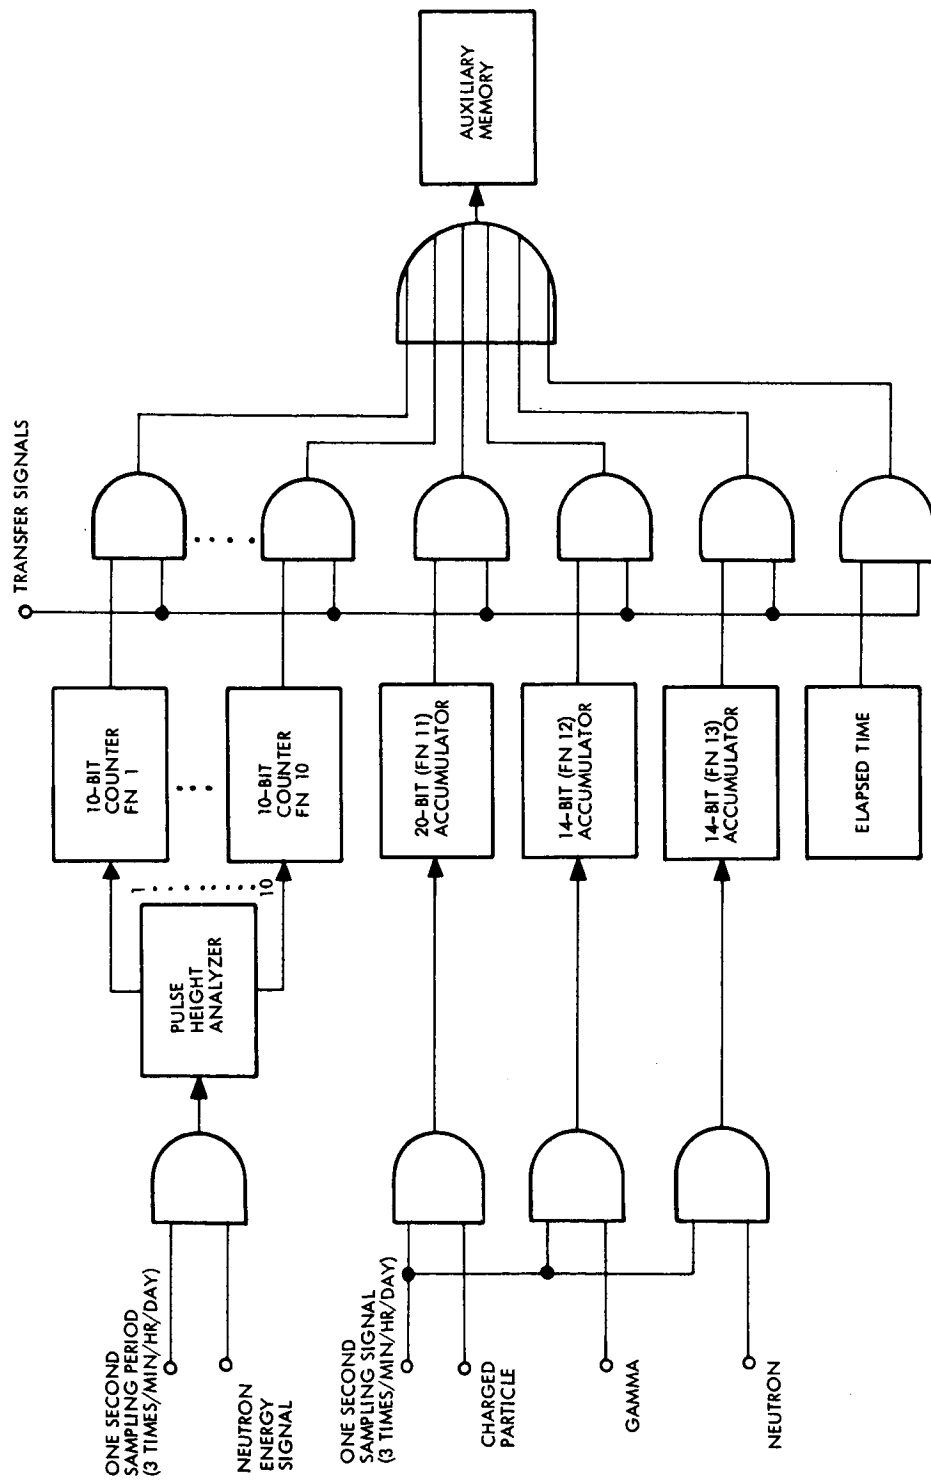 ONE SECOND
SAMPLING PERIOD
(3 TIMES/MIN/HR/DAY)
NEUTRON
ENERGY
SIGNAL
PULSE
HEIGHT
ANALYZER
1
10
10-BIT
COUNTER
FN 1
10-BIT
COUNTER
FN 10
TRANSFER SIGNALS
ONE SECOND
SAMPLING SIGNAL
(3 TIMES/MIN/HR/DAY)
CHARGED
PARTICLE
GAMMA
NEUTRON
20-BIT (FN 11)
ACCUMULATOR
14-BIT (FN 12)
ACCUMULATOR
14-BIT (FN 13)
ACCUMULATOR
ELAPSED TIME
AUXILIARY
MEMORY